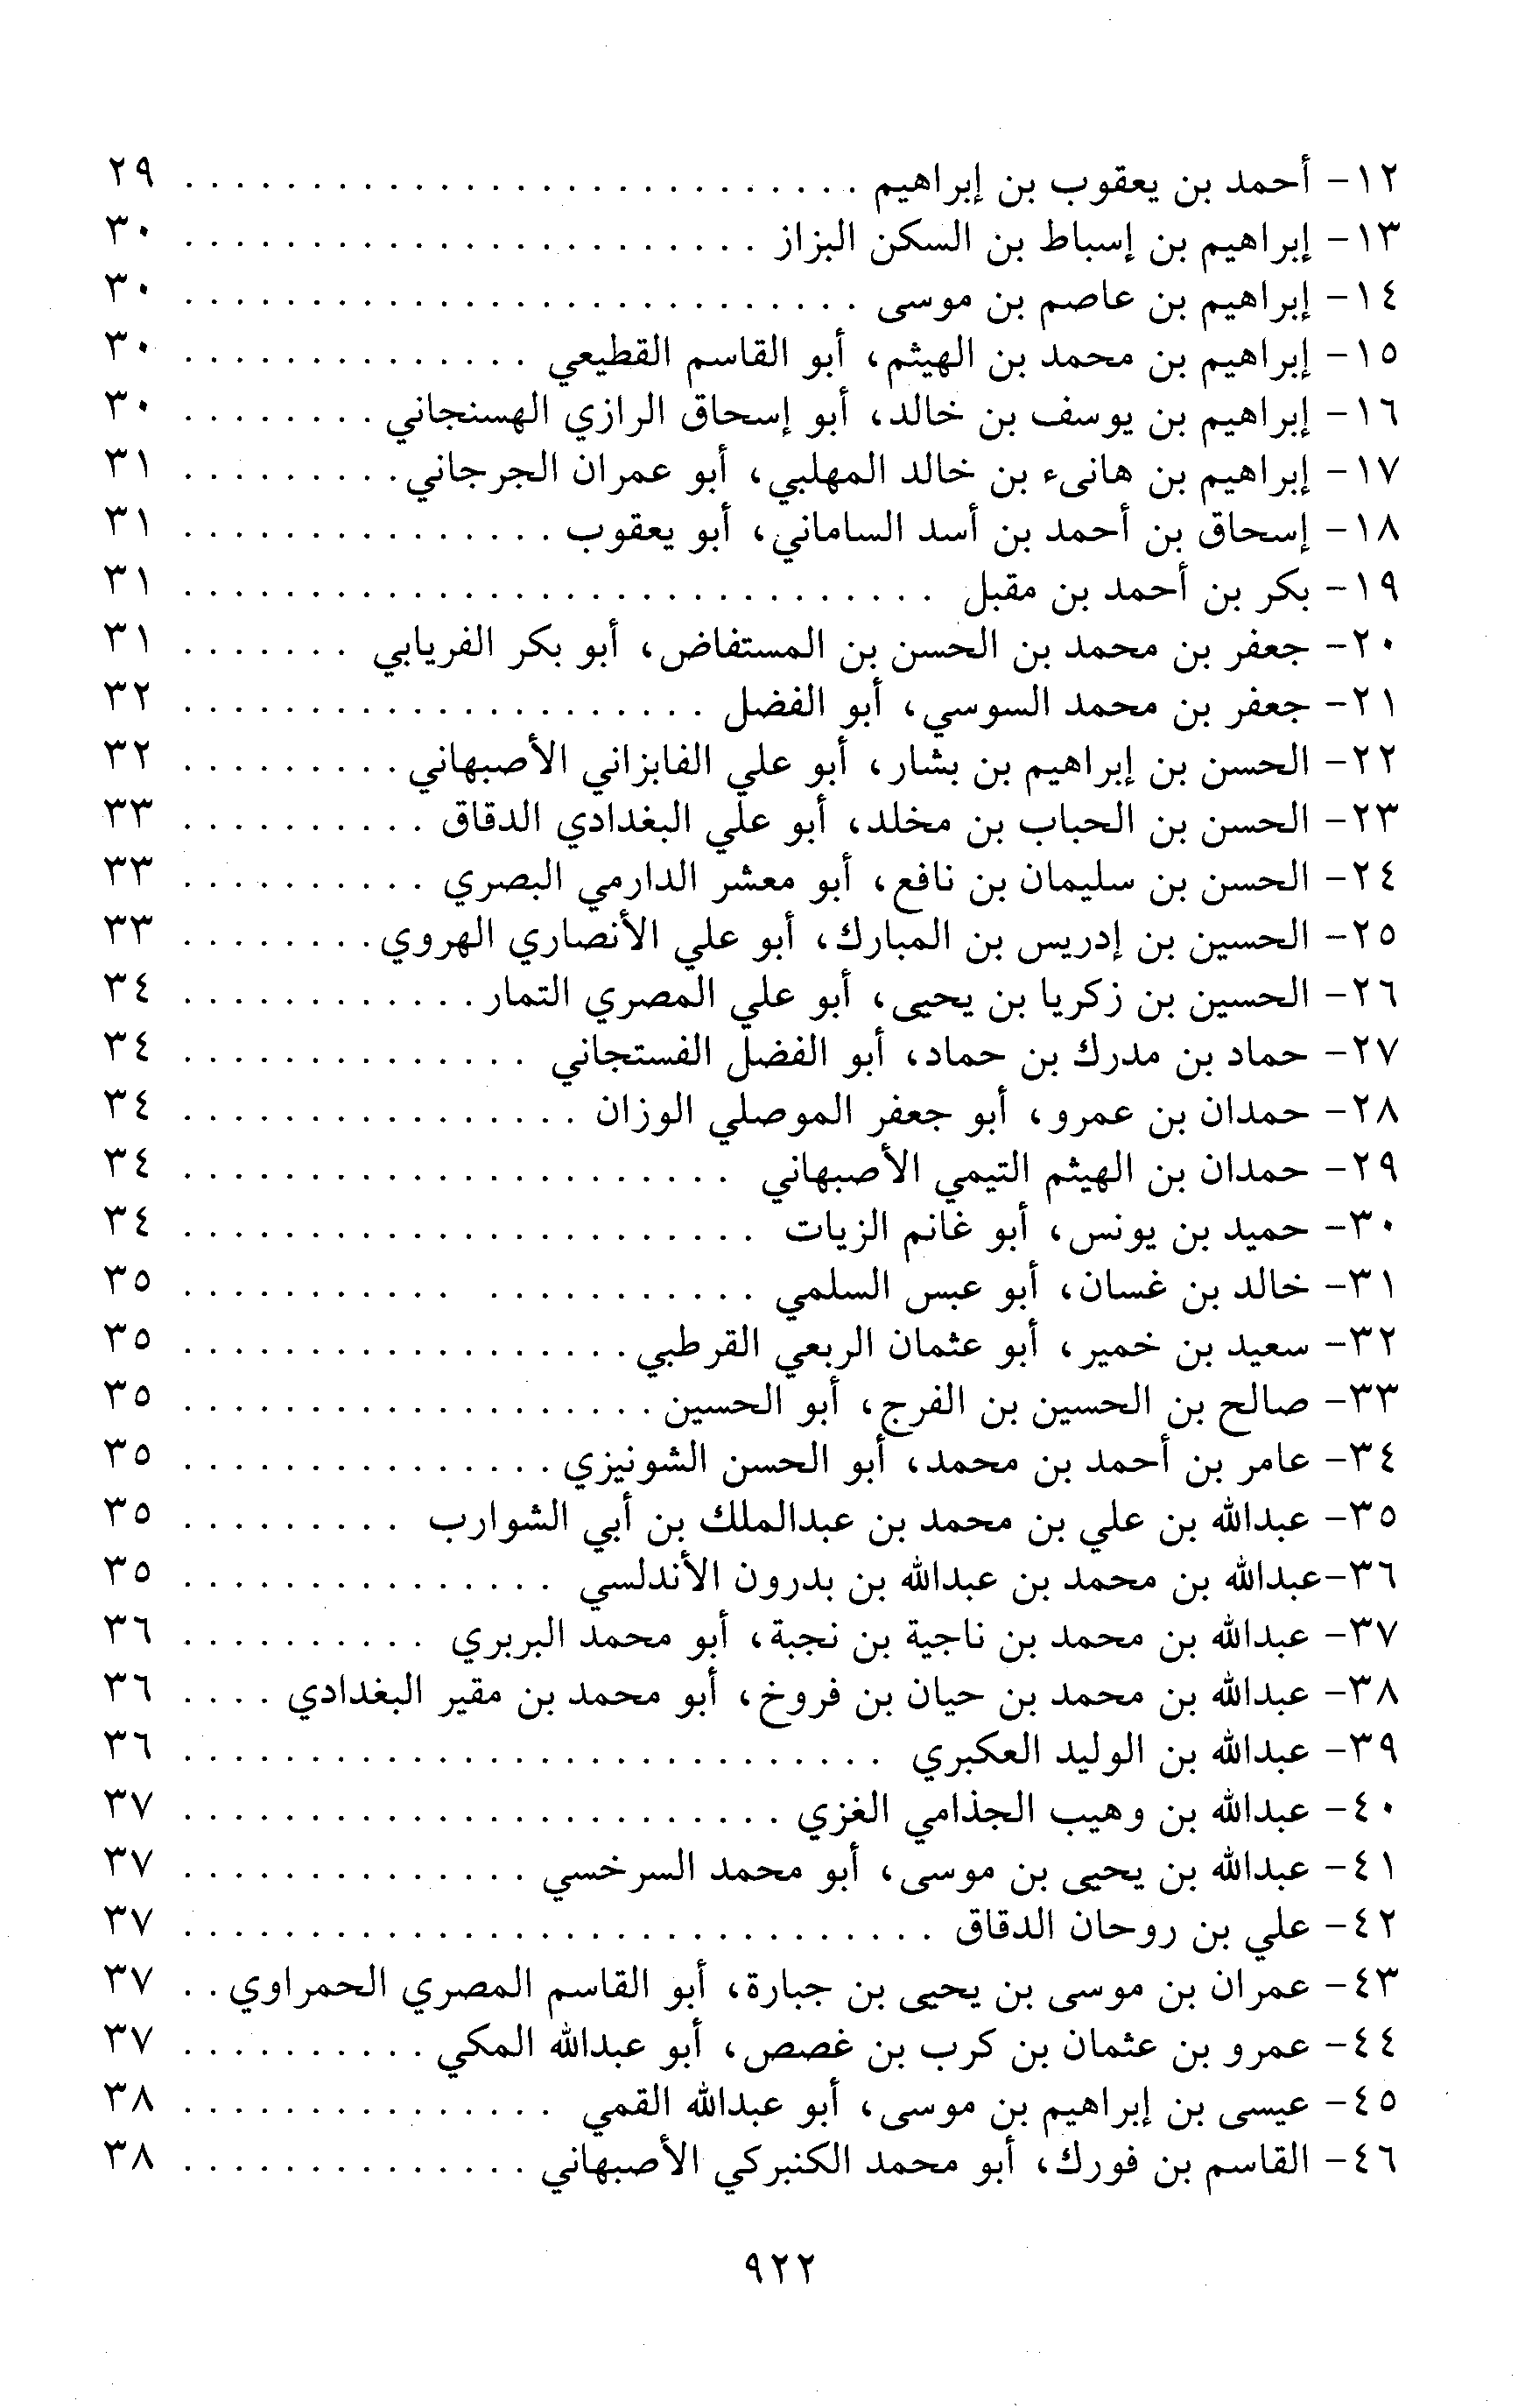 ١٢- أحمد بن يعقوب بن إبراهيم . . . . . . . . . . . . . . . . . . . . . . . . . . . ٢٩
١٣- إبراهيم بن إسباط بن السكن البزاز . . . . . . . . . . . . . . . . . . . . . . . ٣٠
١٤- إبراهيم بن عاصم بن موسى . . . . . . . . . . . . . . . . . . . . . . . . . . . ٣٠
١٥- إبراهيم بن محمد بن الهيثم، أبو القاسم القطيعي . . . . . . . . . . . . . . ٣٠
١٦- إبراهيم بن يوسف بن خالد، أبو إسحاق الرازي الهسنجاني . . . . . . . . ٣٠
١٧- إبراهيم بن هانىء بن خالد المهلبي، أبو عمران الجرجاني . . . . . . . . . ٣١
١٨- إسحاق بن أحمد بن أسد الساماني، أبو يعقوب . . . . . . . . . . . . . . . ٣١
١٩- بكر بن أحمد بن مقبل . . . . . . . . . . . . . . . . . . . . . . . . . . . . . . ٣١
٢٠- جعفر بن محمد بن الحسن بن المستفاض، أبو بكر الفريابي . . . . . . . ٣١
٢١- جعفر بن محمد السوسي، أبو الفضل . . . . . . . . . . . . . . . . . . . . . ٣٢
٢٢- الحسن بن إبراهيم بن بشار، أبو علي الفابزاني الأصبهاني . . . . . . . . . ٣٢
٢٣- الحسن بن الحباب بن مخلد، أبو علي البغدادي الدقاق . . . . . . . . . . ٣٣
٢٤- الحسن بن سليمان بن نافع، أبو معشر الدارمي البصري . . . . . . . . . . ٣٣
٢٥- الحسين بن إدريس بن المبارك، أبو علي الأنصاري الهروي . . . . . . . . ٣٣
٢٦- الحسين بن زكريا بن يحيى، أبو علي المصري التمار . . . . . . . . . . . . ٣٤
٢٧- حماد بن مدرك بن حماد، أبو الفضل الفستجاني . . . . . . . . . . . . . . ٣٤
٢٨- حمدان بن عمرو، أبو جعفر الموصلي الوزان . . . . . . . . . . . . . . . . ٣٤
٢٩- حمدان بن الهيثم التيمي الأصبهاني . . . . . . . . . . . . . . . . . . . . . . ٣٤
٣٠- حميد بن يونس، أبو غانم الزيات . . . . . . . . . . . . . . . . . . . . . . . ٣٤
٣١- خالد بن غسان، أبو عبس السلمي . . . . . . . . . . . . . . . . . . . . . . ٣٥
٣٢- سعيد بن خمير، أبو عثمان الربعي القرطبي . . . . . . . . . . . . . . . . . . ٣٥
٣٣- صالح بن الحسين بن الفرج، أبو الحسين . . . . . . . . . . . . . . . . . . . ٣٥
٣٤- عامر بن أحمد بن محمد، أبو الحسن الشونيزي . . . . . . . . . . . . . . . ٣٥
٣٥- عبدالله بن علي بن محمد بن عبدالملك بن أبي الشوارب . . . . . . . . . ٣٥
٣٦-عبدالله بن محمد بن عبدالله بن بدرون الأندلسي . . . . . . . . . . . . . . . ٣٥
٣٧- عبدالله بن محمد بن ناجية بن نجبة، أبو محمد البربري . . . . . . . . . . ٣٦
٣٨- عبدالله بن محمد بن حيان بن فروخ، أبو محمد بن مقير البغدادي . . . . ٣٦
٣٩- عبدالله بن الوليد العكبري . . . . . . . . . . . . . . . . . . . . . . . . . . . . ٣٦
٤٠- عبدالله بن وهيب الجذامي الغزي . . . . . . . . . . . . . . . . . . . . . . . . ٣٧
٤١- عبدالله بن يحيى بن موسى، أبو محمد السرخسي . . . . . . . . . . . . . . ٣٧
٤٢- علي بن روحان الدقاق . . . . . . . . . . . . . . . . . . . . . . . . . . . . . . ٣٧
٤٣- عمران بن موسى بن يحيى بن جبارة، أبو القاسم المصري الحمراوي . . ٣٧
٤٤- عمرو بن عثمان بن كرب بن غصص، أبو عبدالله المكي . . . . . . . . . . ٣٧
٤٥- عيسى بن إبراهيم بن موسى، أبو عبدالله القمي . . . . . . . . . . . . . . . ٣٨
٤٦- القاسم بن فورك، أبو محمد الكنبركي الأصبهاني . . . . . . . . . . . . . . ٣٨
٩٢٢